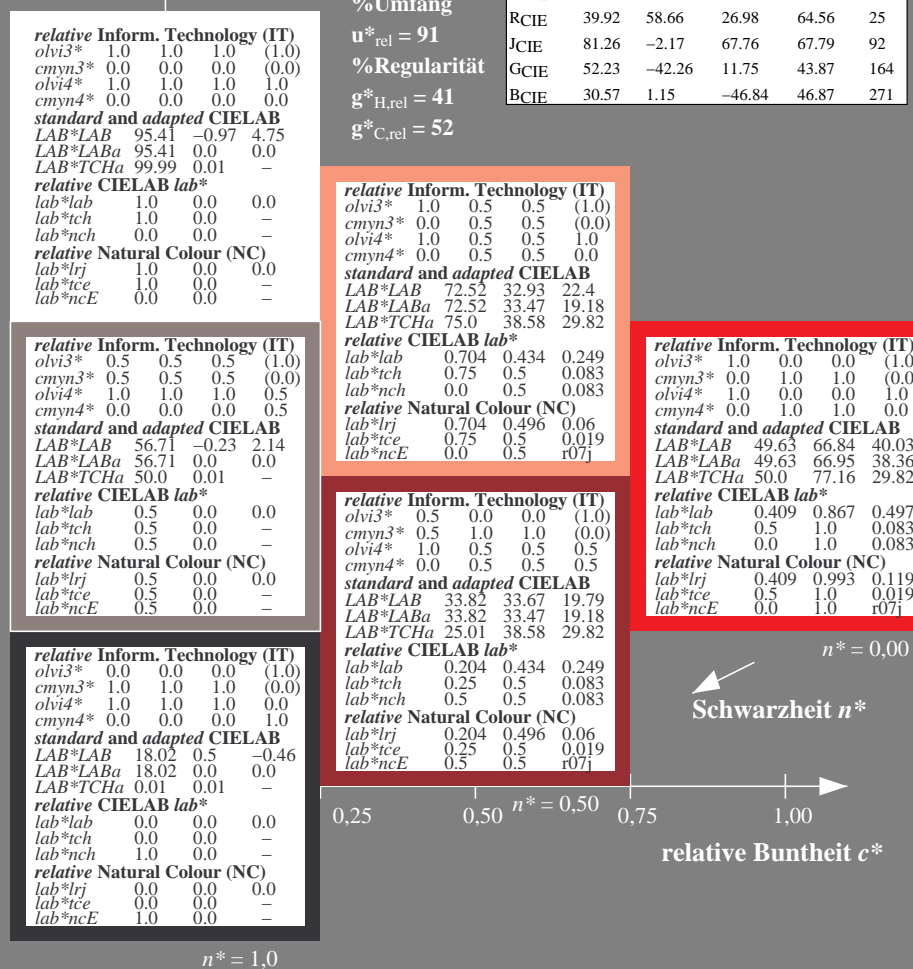 %Umfang
u*rel = 91
%Regularität
g*H,rel = 41
g*C,rel = 52
RCIE 39.92 58.66 26.98 64.56 25
JCIE 81.26 −2.17 67.76 67.79 92
GCIE 52.23 −42.26 11.75 43.87 164
BCIE 30.57 1.15 −46.84 46.87 271
relative Inform. Technology (IT)
olvi3* 1.0 1.0 1.0 (1.0)
cmyn3* 0.0 0.0 0.0 (0.0)
olvi4* 1.0 1.0 1.0 1.0
cmyn4* 0.0 0.0 0.0 0.0
standard and adapted CIELAB
LAB*LAB 95.41 −0.97 4.75
LAB*LABa 95.41 0.0 0.0
LAB*TCHa 99.99 0.01 –
relative CIELAB lab*
lab*lab 1.0 0.0 0.0
lab*tch 1.0 0.0 –
lab*nch 0.0 0.0 –
relative Natural Colour (NC)
lab*lrj 1.0 0.0 0.0
lab*tce 1.0 0.0 –
lab*ncE 0.0 0.0 –
relative Inform. Technology (IT)
olvi3* 1.0 0.5 0.5 (1.0)
cmyn3* 0.0 0.5 0.5 (0.0)
olvi4* 1.0 0.5 0.5 1.0
cmyn4* 0.0 0.5 0.5 0.0
standard and adapted CIELAB
LAB*LAB 72.52 32.93 22.4
LAB*LABa 72.52 33.47 19.18
LAB*TCHa 75.0 38.58 29.82
relative CIELAB lab*
lab*lab 0.704 0.434 0.249
lab*tch 0.75 0.5 0.083
lab*nch 0.0 0.5 0.083
relative Natural Colour (NC)
lab*lrj 0.704 0.496 0.06
lab*tce 0.75 0.5 0.019
lab*ncE 0.0 0.5 r07j
relative Inform. Technology (IT)
olvi3* 0.5 0.5 0.5 (1.0)
cmyn3* 0.5 0.5 0.5 (0.0)
olvi4* 1.0 1.0 1.0 0.5
cmyn4* 0.0 0.0 0.0 0.5
standard and adapted CIELAB
LAB*LAB 56.71 −0.23 2.14
LAB*LABa 56.71 0.0 0.0
LAB*TCHa 50.0 0.01 –
relative CIELAB lab*
lab*lab 0.5 0.0 0.0
lab*tch 0.5 0.0 –
lab*nch 0.5 0.0 –
relative Natural Colour (NC)
lab*lrj 0.5 0.0 0.0
lab*tce 0.5 0.0 –
lab*ncE 0.5 0.0 –
relative Inform. Technology (IT)
olvi3* 1.0 0.0 0.0 (1.0
cmyn3* 0.0 1.0 1.0 (0.0
olvi4* 1.0 0.0 0.0 1.0
cmyn4* 0.0 1.0 1.0 0.0
standard and adapted CIELAB
LAB*LAB 49.63 66.84 40.03
LAB*LABa 49.63 66.95 38.36
LAB*TCHa 50.0 77.16 29.82
relative CIELAB lab*
lab*lab 0.409 0.867 0.497
lab*tch 0.5 1.0 0.083
lab*nch 0.0 1.0 0.083
relative Natural Colour (NC)
lab*lrj 0.409 0.993 0.119
lab*tce 0.5 1.0 0.019
lab*ncE 0.0 1.0 r07j
n* = 0,00
relative Inform. Technology (IT)
olvi3* 0.5 0.0 0.0 (1.0)
cmyn3* 0.5 1.0 1.0 (0.0)
olvi4* 1.0 0.5 0.5 0.5
cmyn4* 0.0 0.5 0.5 0.5
standard and adapted CIELAB
LAB*LAB 33.82 33.67 19.79
LAB*LABa 33.82 33.47 19.18
LAB*TCHa 25.01 38.58 29.82
relative CIELAB lab*
lab*lab 0.204 0.434 0.249
lab*tch 0.25 0.5 0.083
lab*nch 0.5 0.5 0.083
relative Natural Colour (NC)
lab*lrj 0.204 0.496 0.06
lab*tce 0.25 0.5 0.019
lab*ncE 0.5 0.5 r07j
Schwarzheit n*
relative Inform. Technology (IT)
olvi3* 0.0 0.0 0.0 (1.0)
cmyn3* 1.0 1.0 1.0 (0.0)
olvi4* 1.0 1.0 1.0 0.0
cmyn4* 0.0 0.0 0.0 1.0
standard and adapted CIELAB
LAB*LAB 18.02 0.5 −0.46
LAB*LABa 18.02 0.0 0.0
LAB*TCHa 0.01 0.01 –
relative CIELAB lab*
lab*lab 0.0 0.0 0.0
lab*tch 0.0 0.0 –
lab*nch 1.0 0.0 –
relative Natural Colour (NC)
lab*lrj 0.0 0.0 0.0
lab*tce 0.0 0.0 –
lab*ncE 1.0 0.0 –
n* = 0,50
0,25 0,50 0,75 1,00
relative Buntheit c*
n* = 1,0